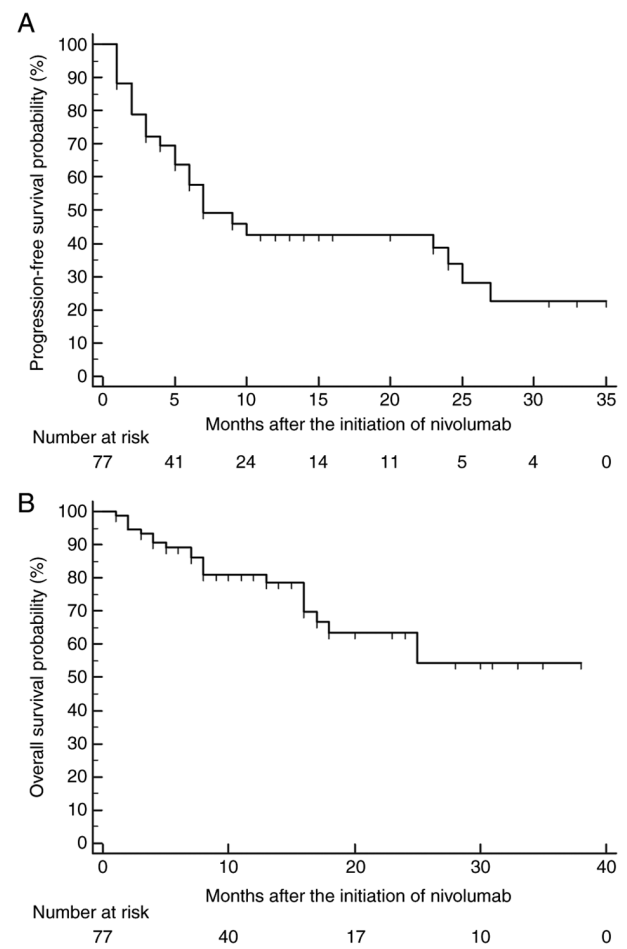 A
Progression-free survival probability (%)
100
90
80
70
60
50
40
30
20
10
0
0 5 10 15 20 25 30 35
Months after the initiation of nivolumab
Number at risk
77 41 24 14 11 5 4 0
B
Overall survival probability (%)
100
90
80
70
60
50
40
30
20
10
0
0 10 20 30 40
Months after the initiation of nivolumab
Number at risk
77 40 17 10 0